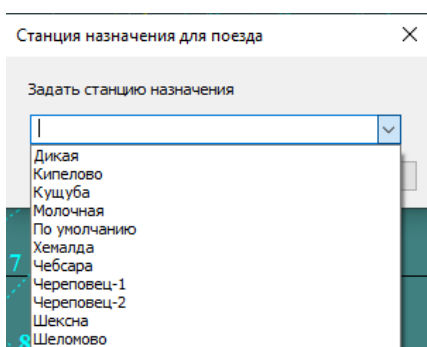 Станция назначения для поезда
Задать станцию назначения
Дикая
Кипелово
Кущуба
Молочная
По умолчанию
Хемалда
Чебсара
Череповец-1
Череповец-2
Шексна
Шеломово
7
8